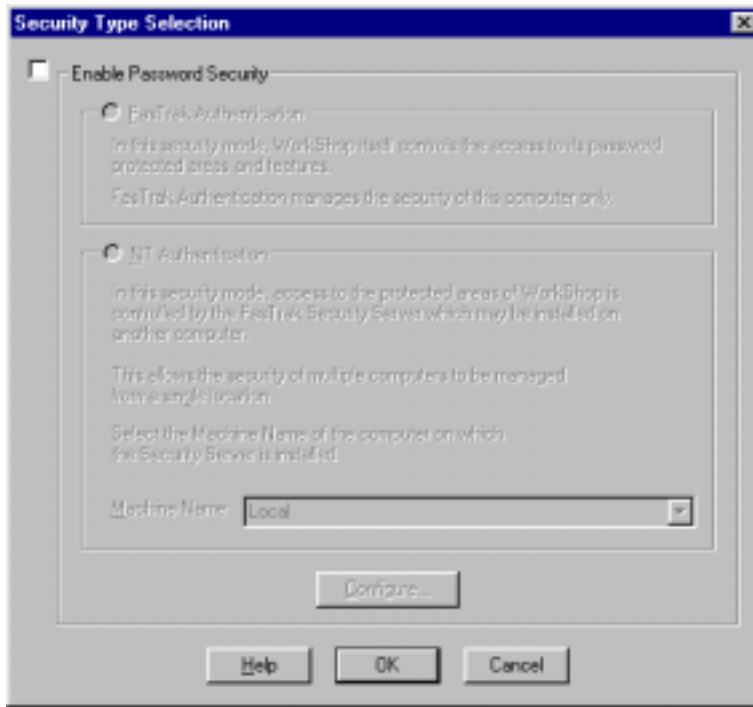 Security Type Selection
Enable Password Security
FasTrak Authentication
In this security mode, WorkShop itself controls the access to its password
protected areas and features.
FasTrak Authentication manages the security of this computer only.
NT Authentication
In this security mode, access to the protected areas of WorkShop is
controlled by the FasTrak Security Server which may be installed on
another computer.
This allows the security of multiple computers to be managed
from a single location.
Select the Machine Name of the computer on which
the Security Server is installed.
Machine Name: Local
Configure...
Help OK Cancel